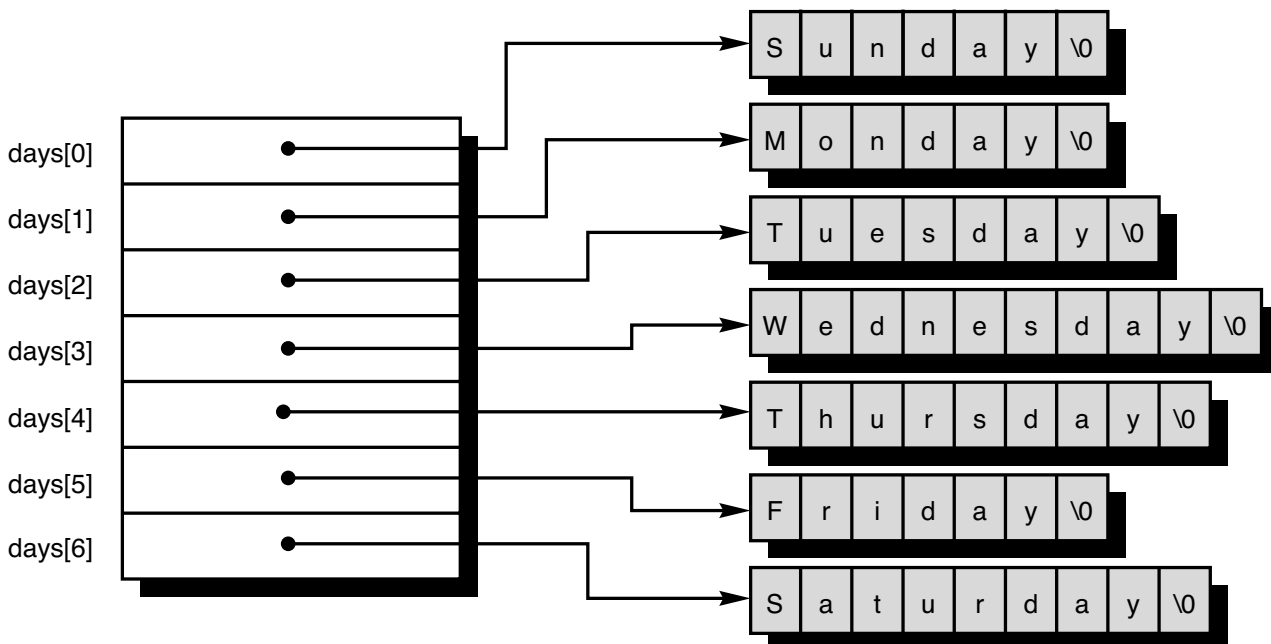 S u n d a y \0
days[0]
M o n d a y \0
days[1]
T u e s d a y \0
days[2]
W e d n e s d a y \0
days[3]
T h u r s d a y \0
days[4]
F r i d a y \0
days[5]
S a t u r d a y \0
days[6]